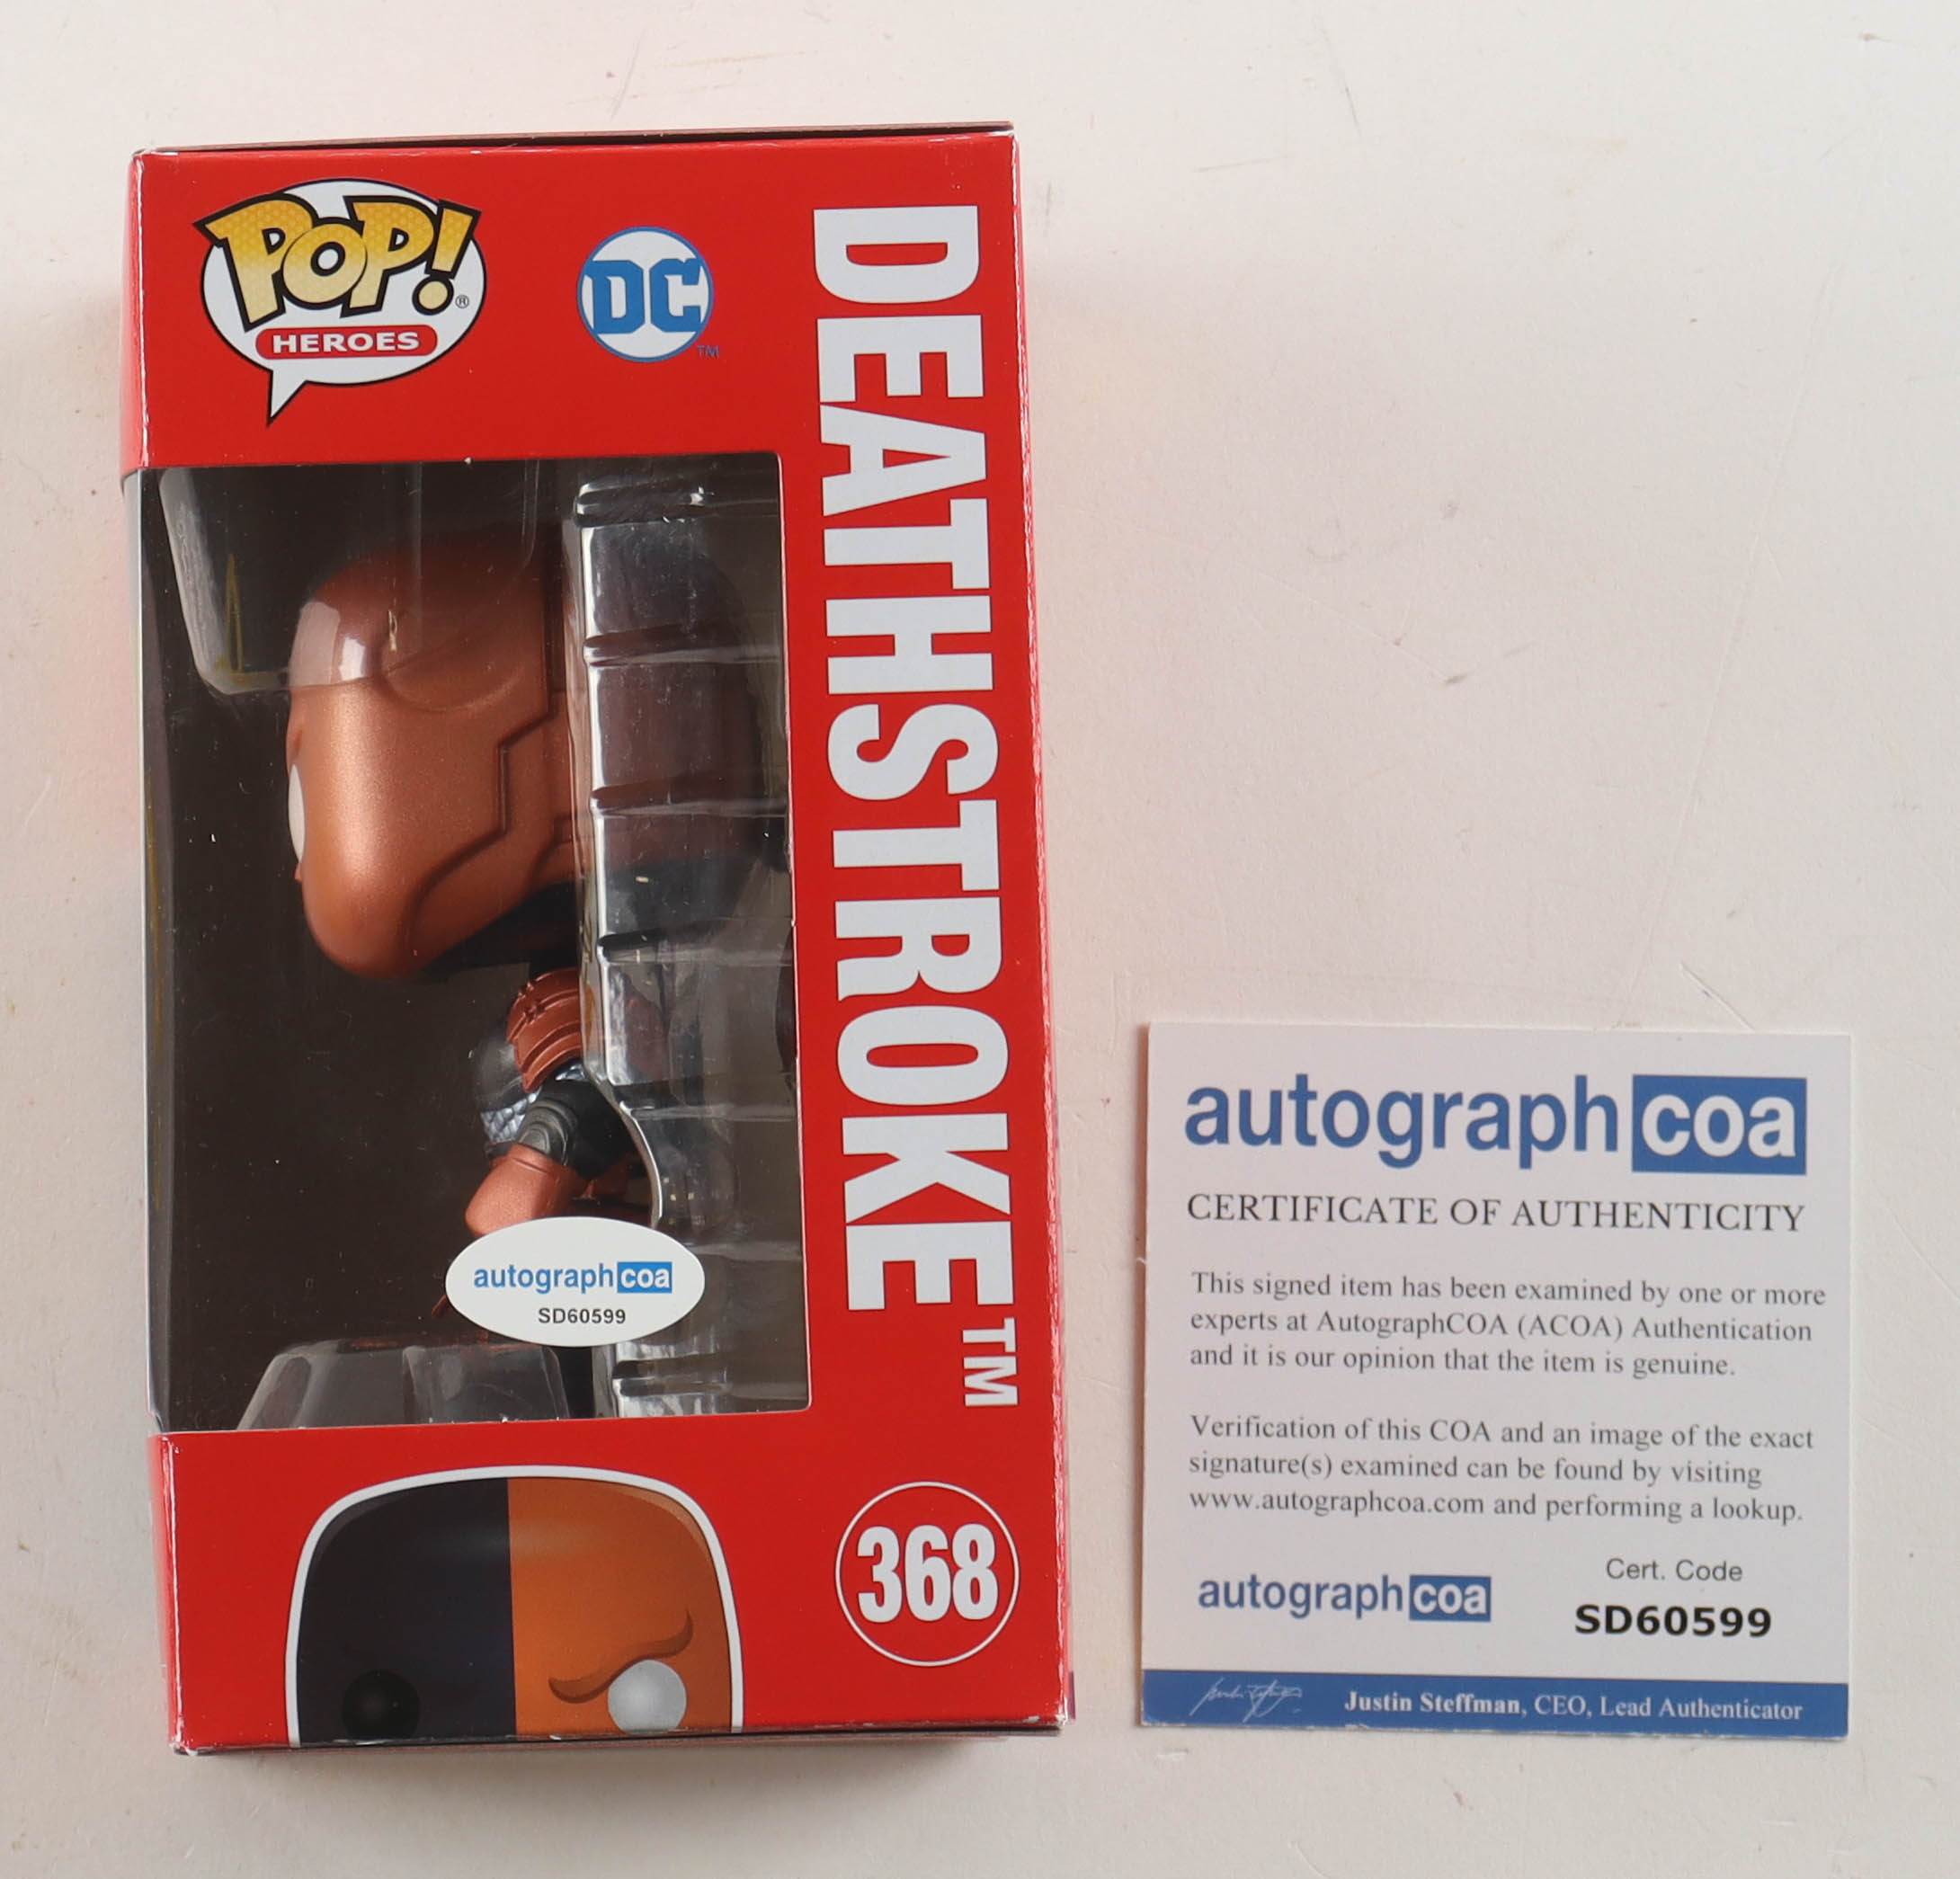 POP!®
HEROES
DC™
DEATHSTROKE™
autographcoa
SD60599
368
autographcoa
CERTIFICATE OF AUTHENTICITY
This signed item has been examined by one or more
experts at AutographCOA (ACOA) Authentication
and it is our opinion that the item is genuine.
Verification of this COA and an image of the exact
signature(s) examined can be found by visiting
www.autographcoa.com and performing a lookup.
autographcoa
Cert. Code
SD60599
Justin Steffman, CEO, Lead Authenticator